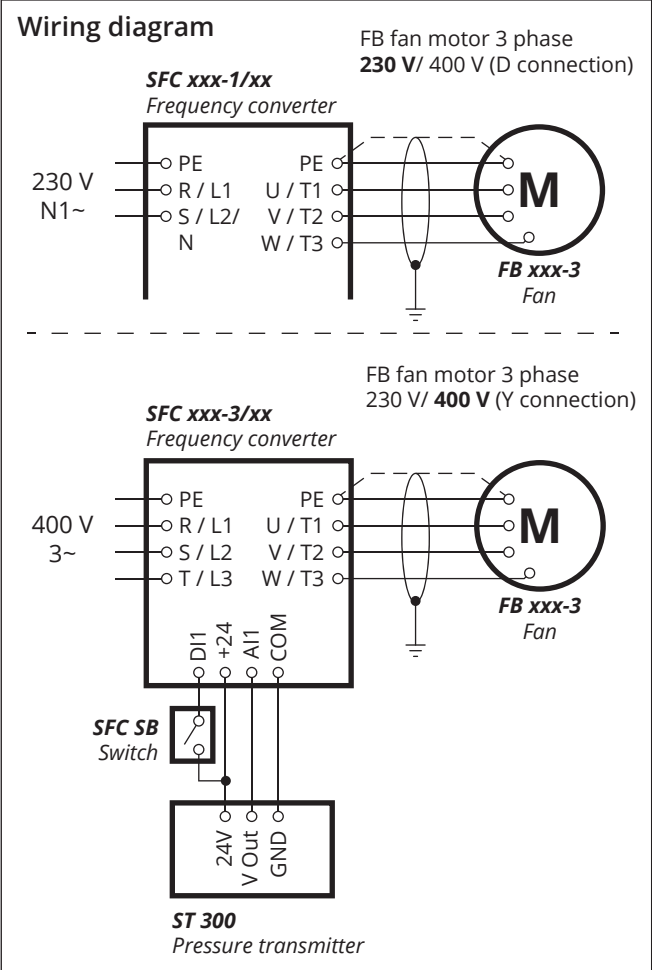 Wiring diagram
FB fan motor 3 phase
230 V/ 400 V (D connection)
SFC xxx-1/xx
Frequency converter
230 V
N1~
PE
R / L1
S / L2/
N
PE
U / T1
V / T2
W / T3
M
FB xxx-3
Fan
FB fan motor 3 phase
230 V/ 400 V (Y connection)
SFC xxx-3/xx
Frequency converter
400 V
3~
PE
R / L1
S / L2
T / L3
PE
U / T1
V / T2
W / T3
M
FB xxx-3
Fan
DI1
+24
AI1
COM
SFC SB
Switch
24V
V Out
GND
ST 300
Pressure transmitter